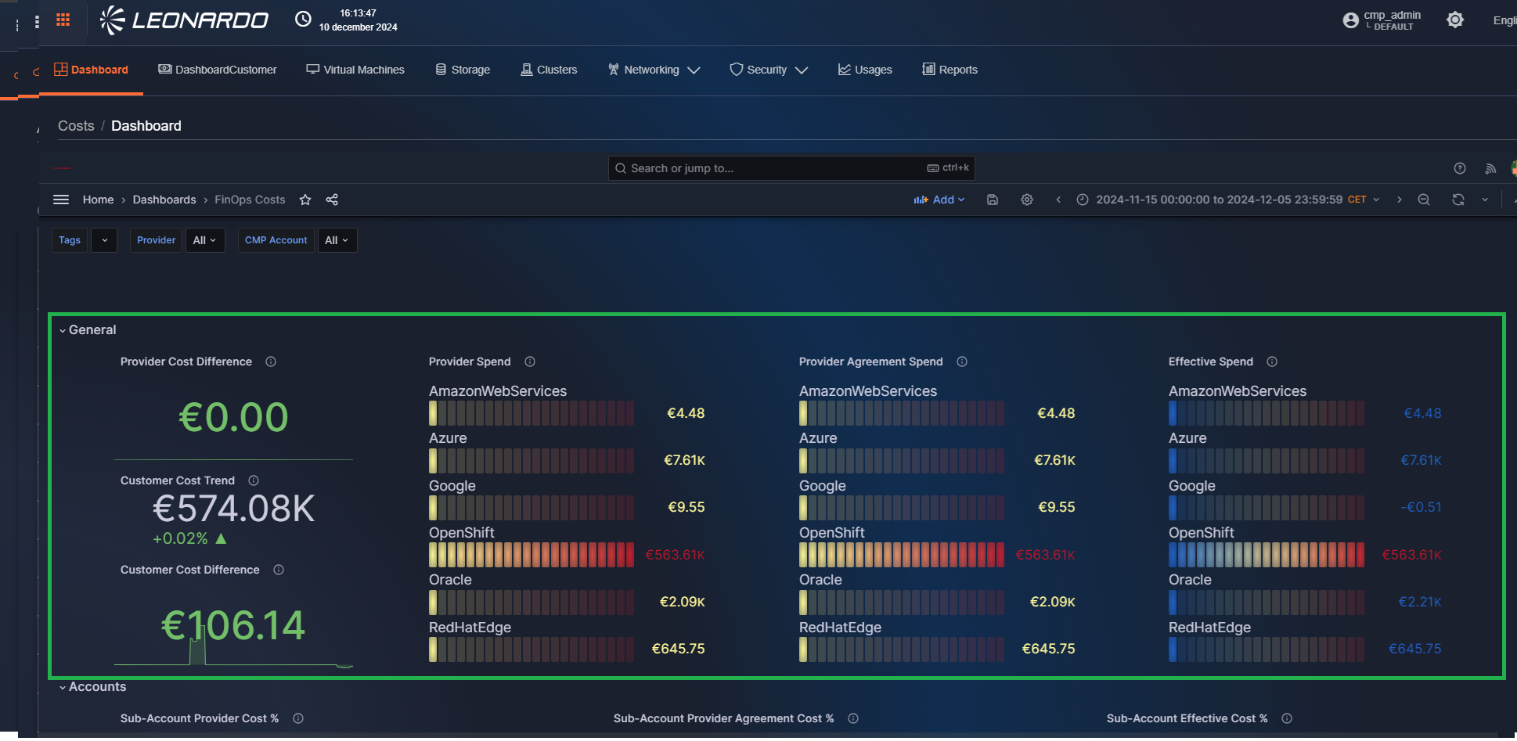 LEONARDO
16:13:47
10 december 2024
cmp_admin
DEFAULT
Dashboard DashboardCustomer Virtual Machines Storage Clusters Networking Security Usages Reports
Costs / Dashboard
Search or jump to... ctrl+k
Home › Dashboards › FinOps Costs Add 2024-11-15 00:00:00 to 2024-12-05 23:59:59 CET
Tags Provider All CMP Account All
General
Provider Cost Difference
€0.00
Customer Cost Trend
€574.08K
+0.02%
Customer Cost Difference
€106.14
Provider Spend
AmazonWebServices
€4.48
Azure
€7.61K
Google
€9.55
OpenShift
€563.61K
Oracle
€2.09K
RedHatEdge
€645.75
Provider Agreement Spend
AmazonWebServices
€4.48
Azure
€7.61K
Google
€9.55
OpenShift
€563.61K
Oracle
€2.09K
RedHatEdge
€645.75
Effective Spend
AmazonWebServices
€4.48
Azure
€7.61K
Google
-€0.51
OpenShift
€563.61K
Oracle
€2.21K
RedHatEdge
€645.75
Accounts
Sub-Account Provider Cost % Sub-Account Provider Agreement Cost % Sub-Account Effective Cost %